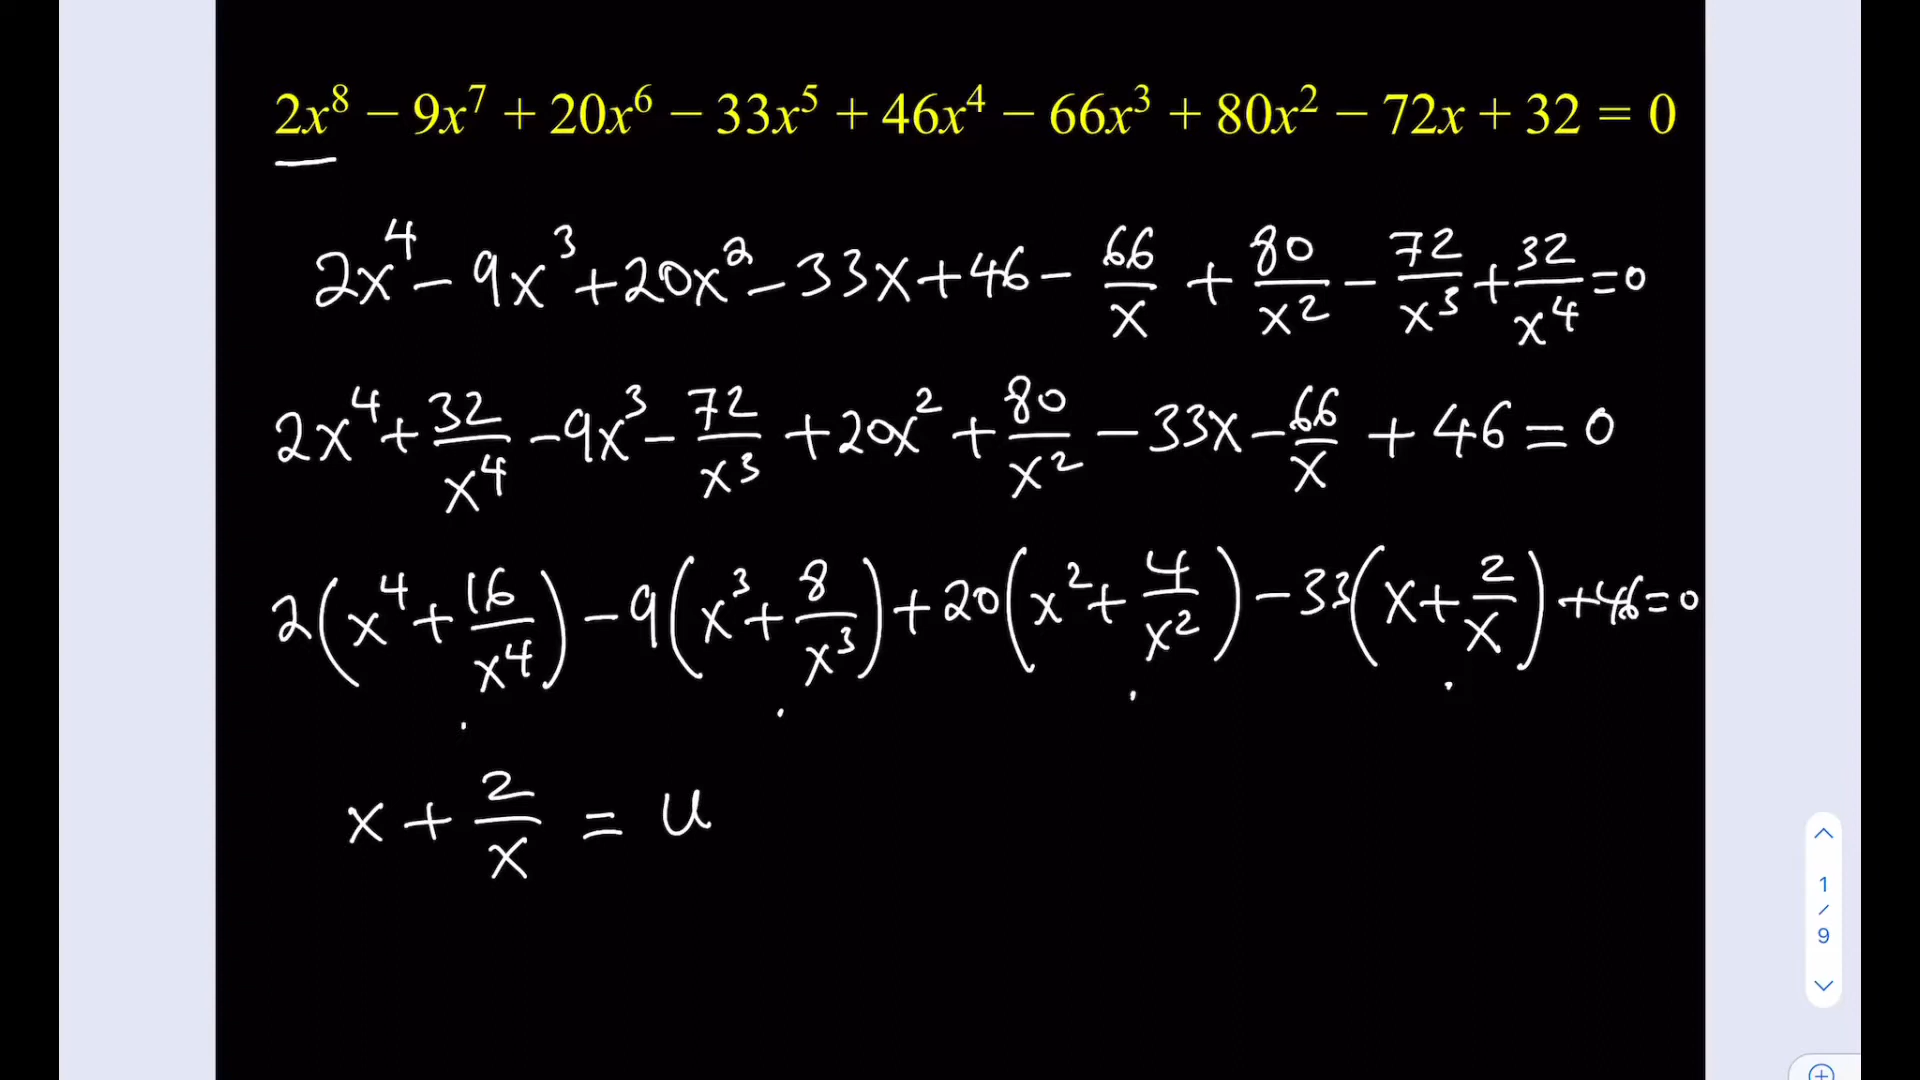 2x⁸ − 9x⁷ + 20x⁶ − 33x⁵ + 46x⁴ − 66x³ + 80x² − 72x + 32 = 0
2x⁴ − 9x³ + 20x² − 33x + 46 − 66/x + 80/x² − 72/x³ + 32/x⁴ = 0
2x⁴ + 32/x⁴ − 9x³ − 72/x³ + 20x² + 80/x² − 33x − 66/x + 46 = 0
2(x⁴ + 16/x⁴) − 9(x³ + 8/x³) + 20(x² + 4/x²) − 33(x + 2/x) + 46 = 0
x + 2/x = u
1
/
9